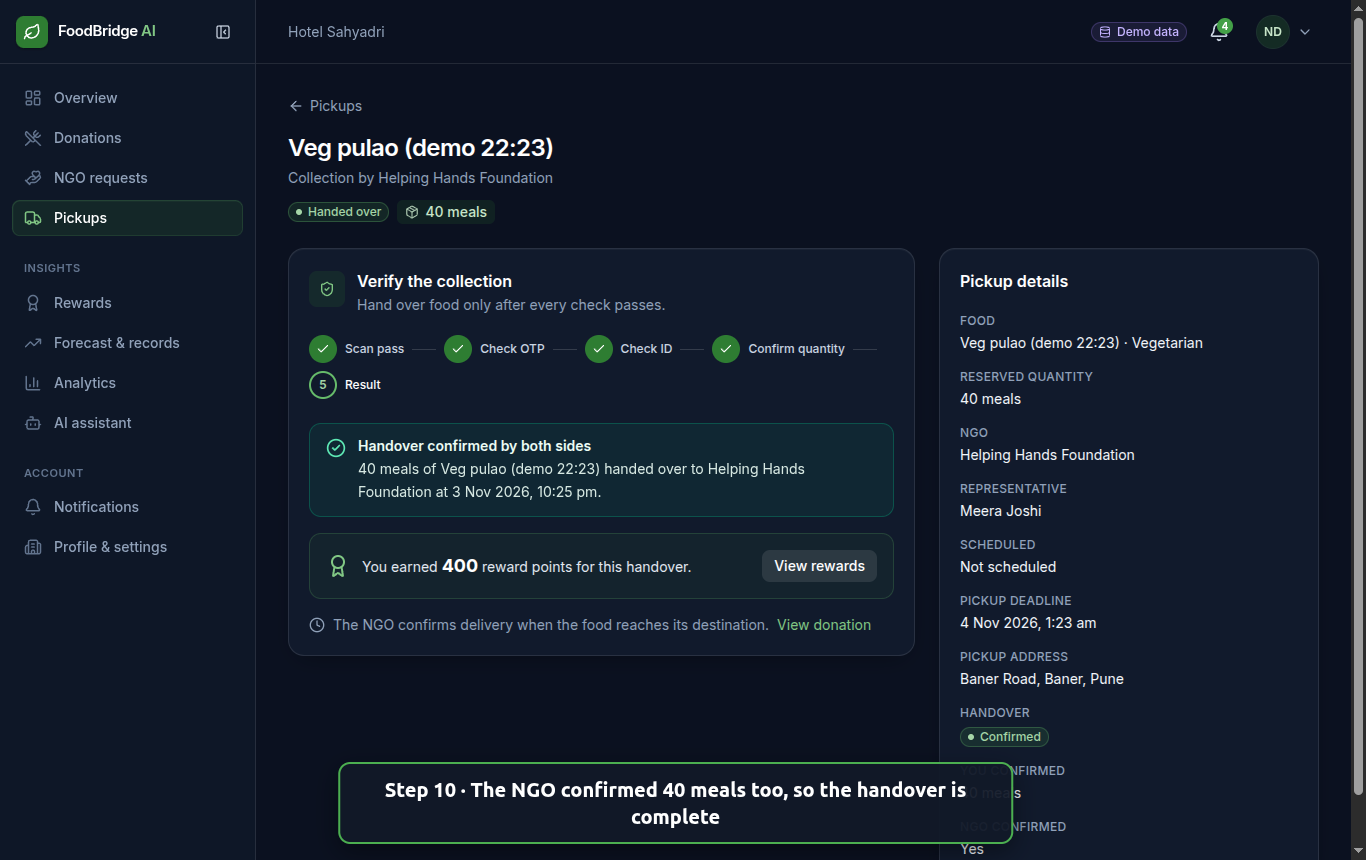 FoodBridge AI
Hotel Sahyadri
Demo data
4
ND
Overview
Donations
NGO requests
Pickups
INSIGHTS
Rewards
Forecast & records
Analytics
AI assistant
ACCOUNT
Notifications
Profile & settings
Pickups
Veg pulao (demo 22:23)
Collection by Helping Hands Foundation
Handed over
40 meals
Verify the collection
Hand over food only after every check passes.
Scan pass
Check OTP
Check ID
Confirm quantity
5 Result
Handover confirmed by both sides
40 meals of Veg pulao (demo 22:23) handed over to Helping Hands
Foundation at 3 Nov 2026, 10:25 pm.
You earned 400 reward points for this handover.
View rewards
The NGO confirms delivery when the food reaches its destination. View donation
Pickup details
FOOD
Veg pulao (demo 22:23) · Vegetarian
RESERVED QUANTITY
40 meals
NGO
Helping Hands Foundation
REPRESENTATIVE
Meera Joshi
SCHEDULED
Not scheduled
PICKUP DEADLINE
4 Nov 2026, 1:23 am
PICKUP ADDRESS
Baner Road, Baner, Pune
HANDOVER
Confirmed
YOU CONFIRMED
40 meals
NGO CONFIRMED
Yes
Step 10 · The NGO confirmed 40 meals too, so the handover is
complete